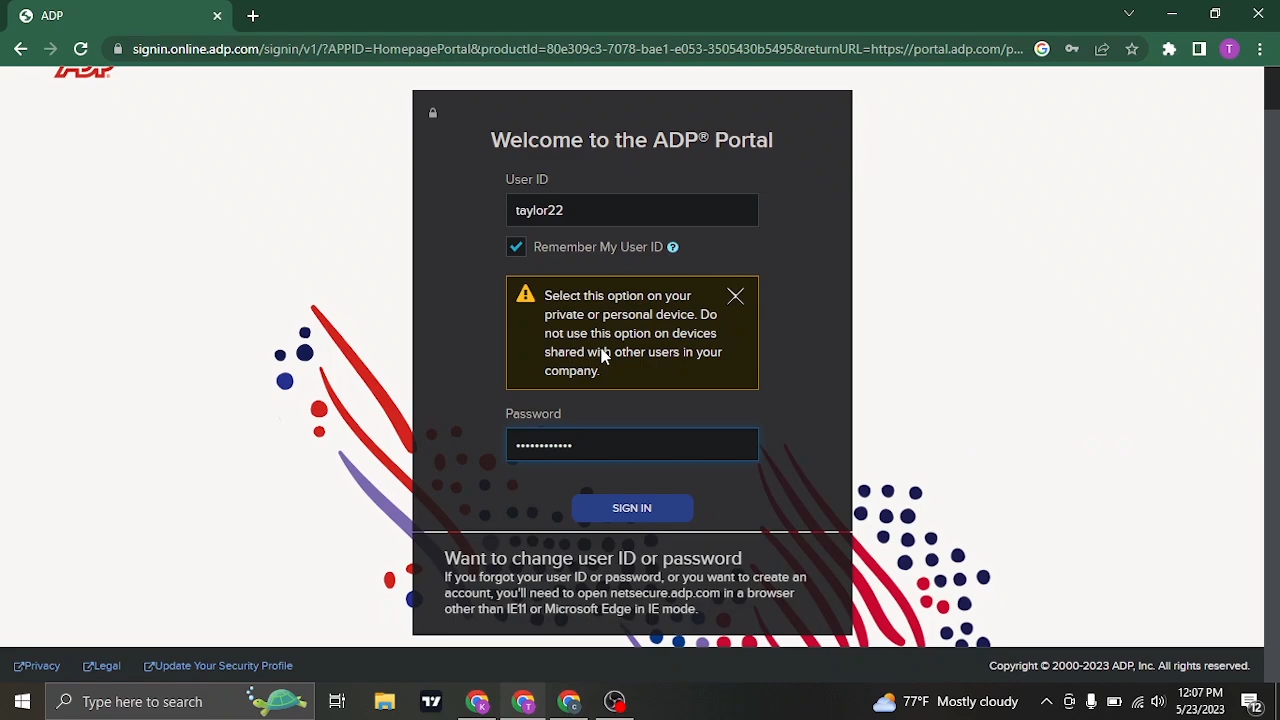 ADP
signin.online.adp.com/signin/v1/?APPID=HomepagePortal&productId=80e309c3-7078-bae1-e053-3505430b5495&returnURL=https://portal.adp.com/p...
T
ADP
Welcome to the ADP® Portal
User ID
taylor22
Remember My User ID
Select this option on your
private or personal device. Do
not use this option on devices
shared with other users in your
company.
Password
••••••••••••
SIGN IN
Want to change user ID or password
If you forgot your user ID or password, or you want to create an
account, you'll need to open netsecure.adp.com in a browser
other than IE11 or Microsoft Edge in IE mode.
Privacy Legal Update Your Security Profile Copyright © 2000-2023 ADP, Inc. All rights reserved.
Type here to search
K
T
C
77°F Mostly cloudy
12:07 PM
5/23/2023
12